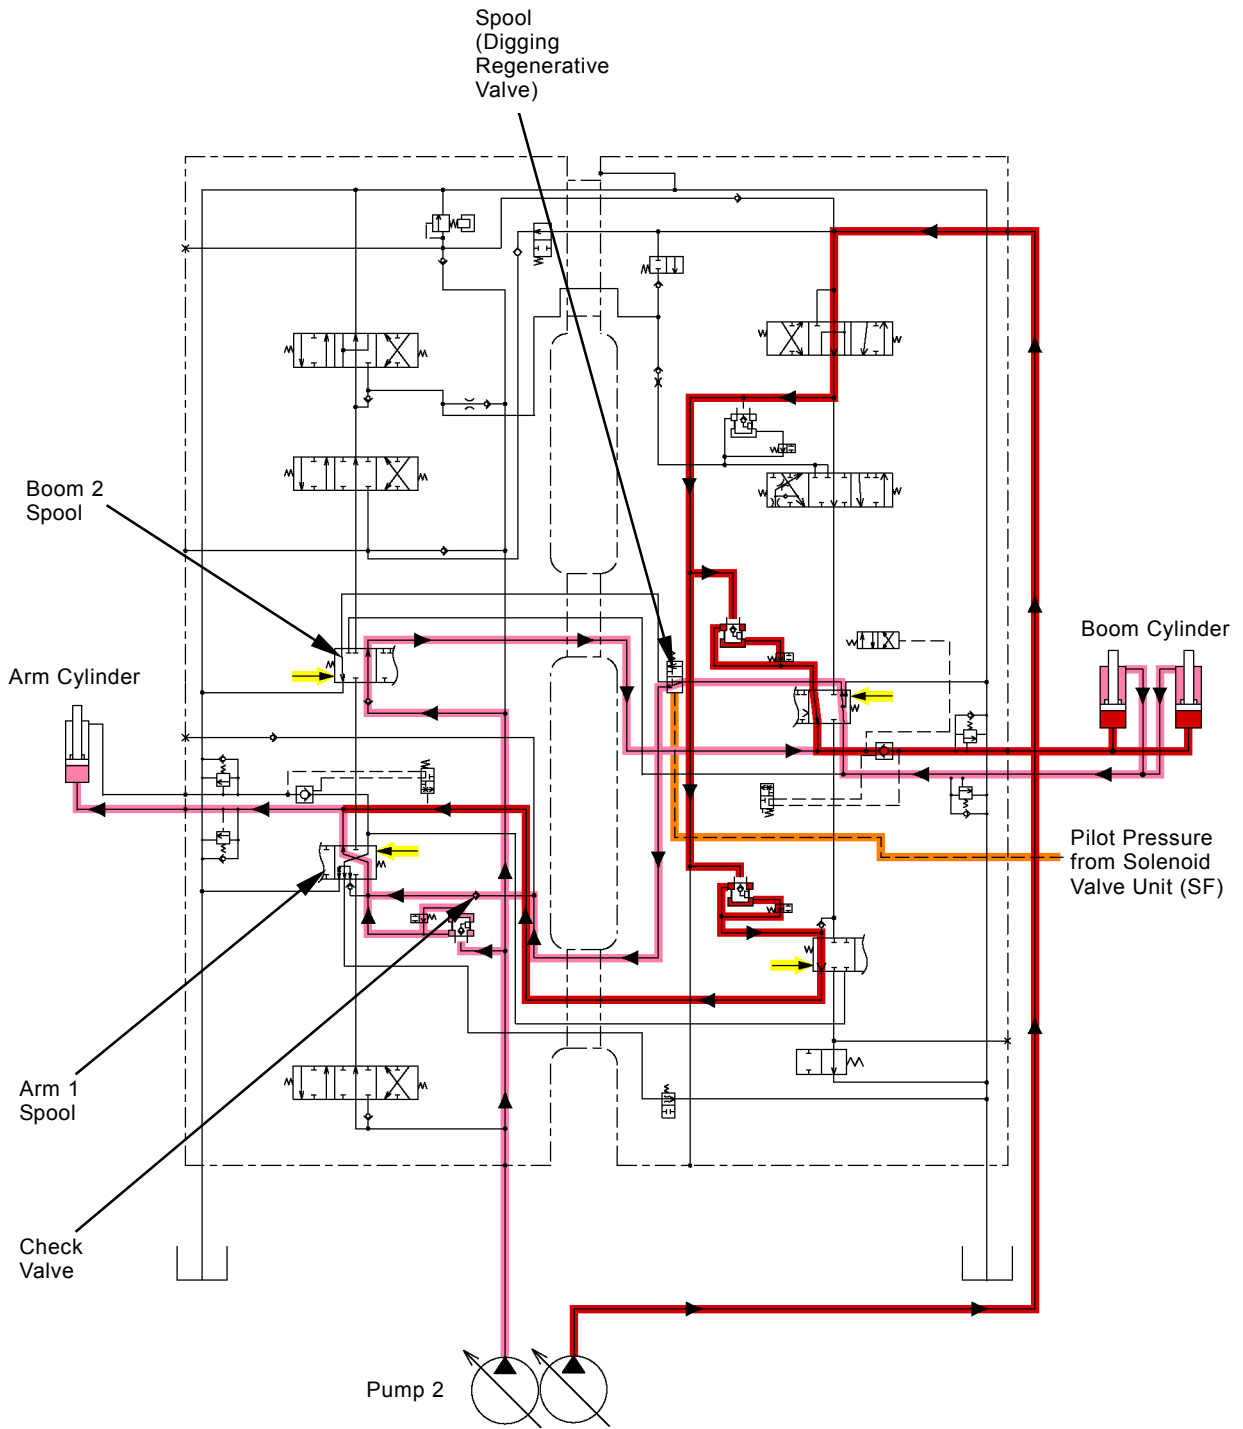 Spool
(Digging
Regenerative
Valve)
Boom 2
Spool
Boom Cylinder
Arm Cylinder
Pilot Pressure
from Solenoid
Valve Unit (SF)
Arm 1
Spool
Check
Valve
Pump 2